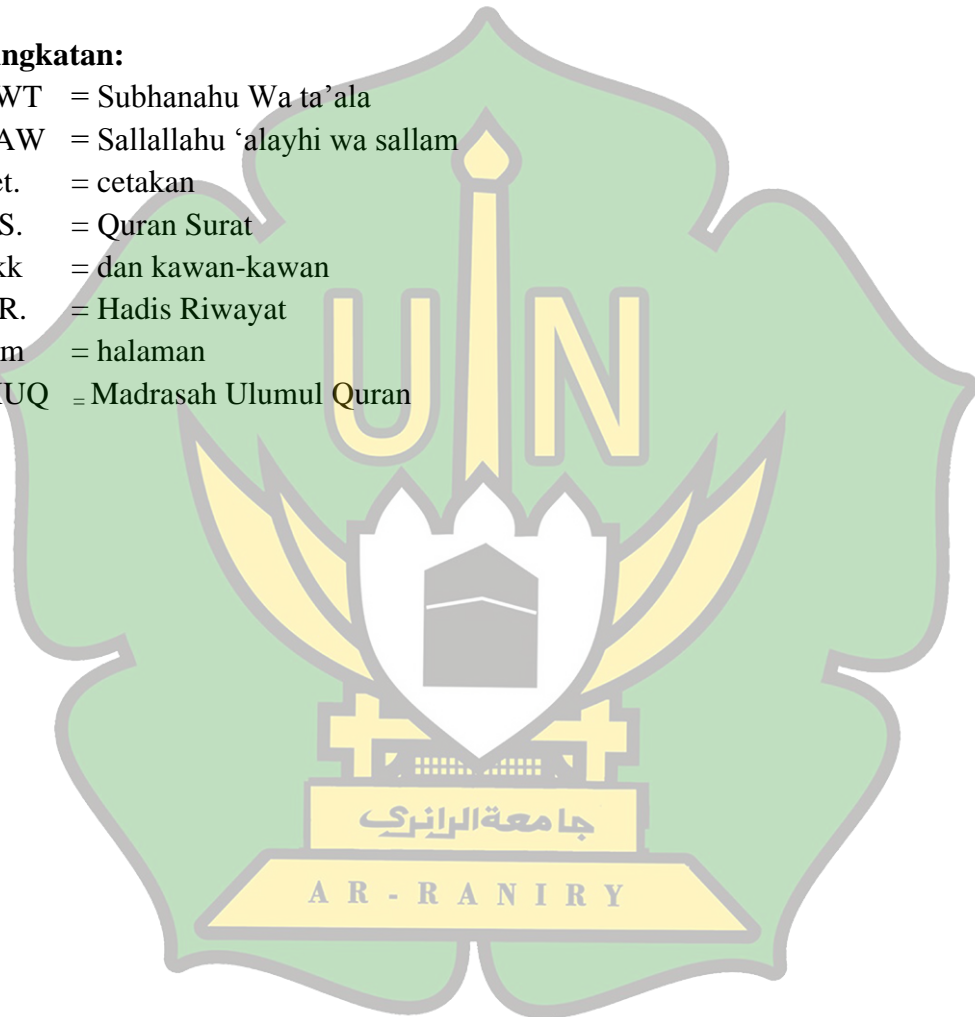 ngkatan:
WT = Subhanahu Wa ta’ala
AW = Sallallahu ‘alayhi wa sallam
et. = cetakan
S. = Quran Surat
kk = dan kawan-kawan
R. = Hadis Riwayat
m = halaman
UQ = Madrasah Ulumul Quran
UIN
جامعة الرانري
AR-RANIRY